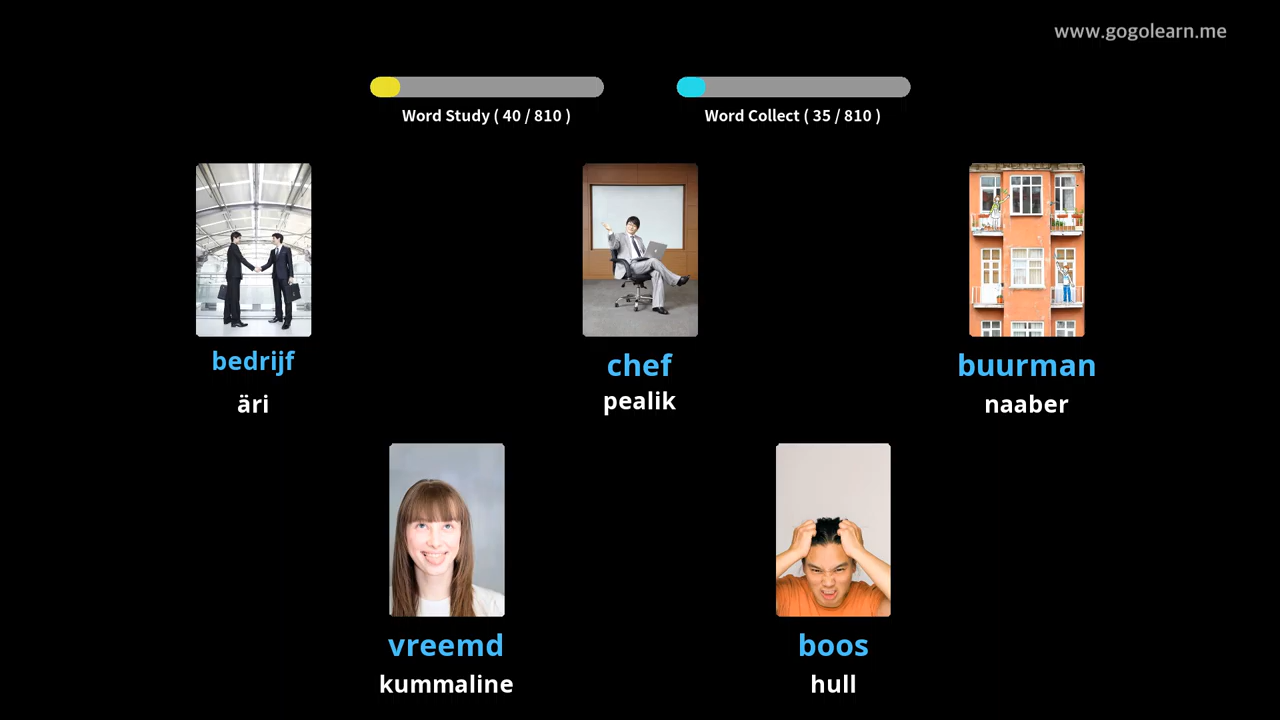 www.gogolearn.me
Word Study ( 40 / 810 )
Word Collect ( 35 / 810 )
bedrijf
äri
chef
pealik
buurman
naaber
vreemd
kummaline
boos
hull